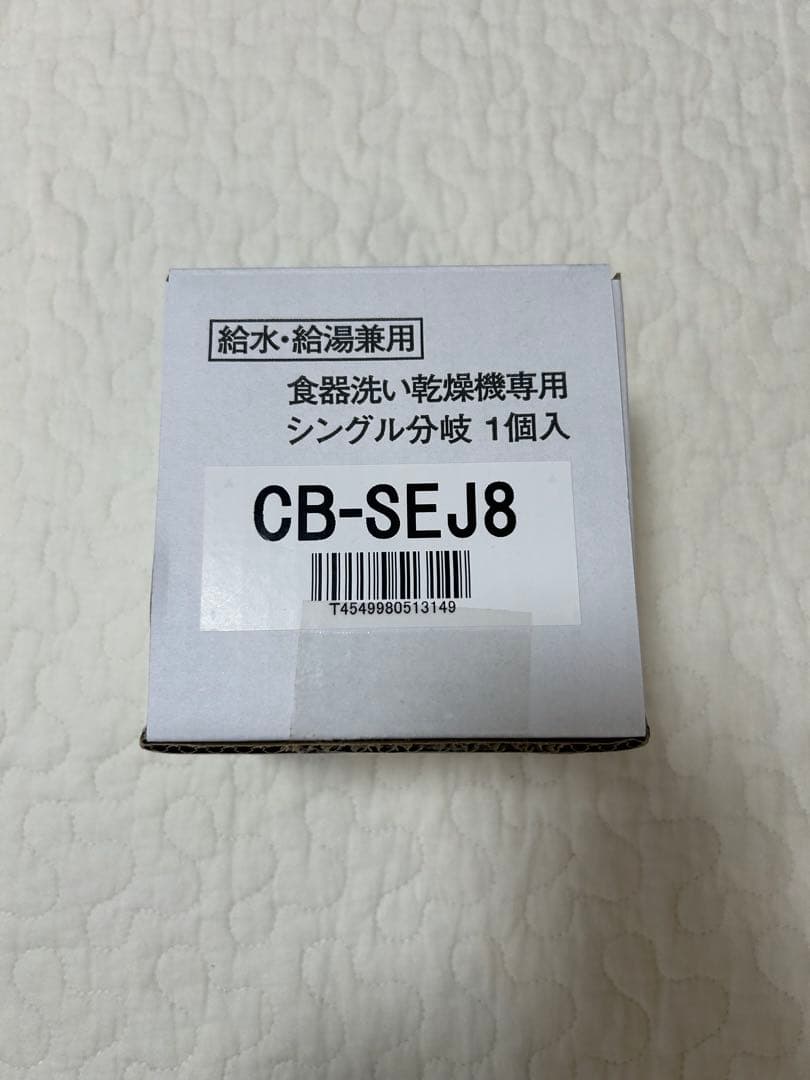 給水・給湯兼用
食器洗い乾燥機専用
シングル分岐 1個入
CB-SEJ8
T4549980513149